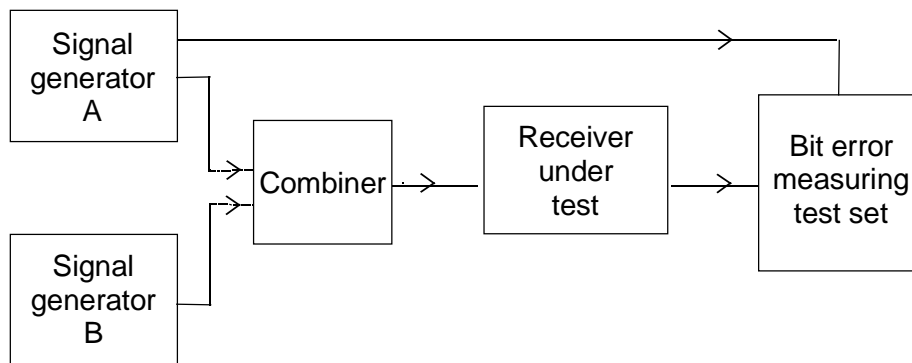 Signal
generator
A
Combiner
Receiver
under
test
Bit error
measuring
test set
Signal
generator
B